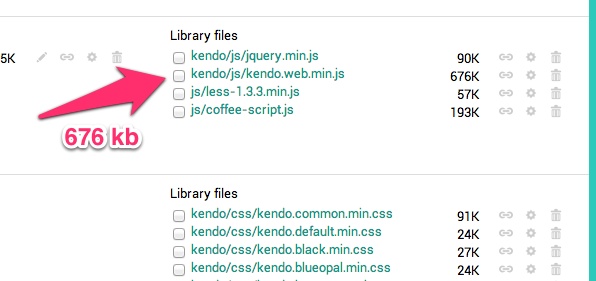 Library files
5K
kendo/js/jquery.min.js 90K
kendo/js/kendo.web.min.js 676K
js/less-1.3.3.min.js 57K
js/coffee-script.js 193K
676 kb
Library files
kendo/css/kendo.common.min.css 91K
kendo/css/kendo.default.min.css 24K
kendo/css/kendo.black.min.css 27K
kendo/css/kendo.blueopal.min.css 24K